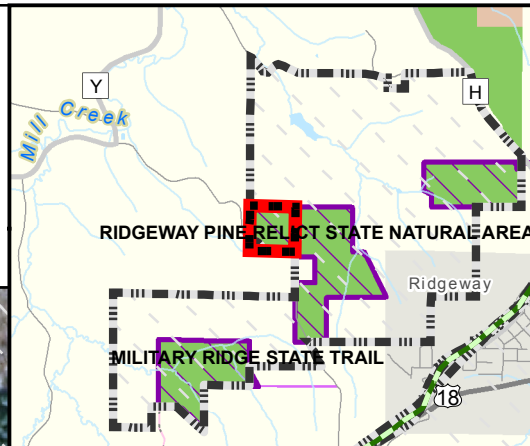 Y
H
Mill Creek
RIDGEWAY PINE RELICT STATE NATURAL AREA
Ridgeway
MILITARY RIDGE STATE TRAIL
18